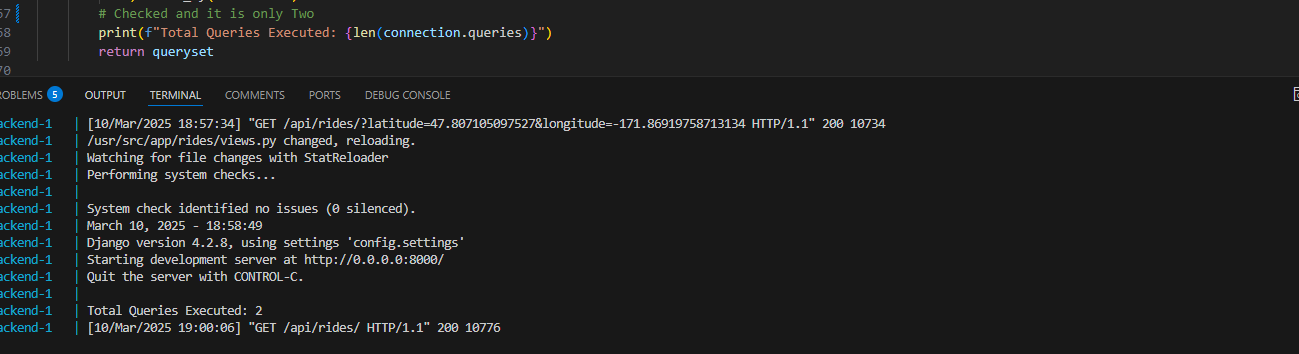 57 # Checked and it is only Two
58 print(f"Total Queries Executed: {len(connection.queries)}")
59 return queryset
70
ROBLEMS 5 OUTPUT TERMINAL COMMENTS PORTS DEBUG CONSOLE
ackend-1 | [10/Mar/2025 18:57:34] "GET /api/rides/?latitude=47.807105097527&longitude=-171.86919758713134 HTTP/1.1" 200 10734
ackend-1 | /usr/src/app/rides/views.py changed, reloading.
ackend-1 | Watching for file changes with StatReloader
ackend-1 | Performing system checks...
ackend-1 |
ackend-1 | System check identified no issues (0 silenced).
ackend-1 | March 10, 2025 - 18:58:49
ackend-1 | Django version 4.2.8, using settings 'config.settings'
ackend-1 | Starting development server at http://0.0.0.0:8000/
ackend-1 | Quit the server with CONTROL-C.
ackend-1 |
ackend-1 | Total Queries Executed: 2
ackend-1 | [10/Mar/2025 19:00:06] "GET /api/rides/ HTTP/1.1" 200 10776